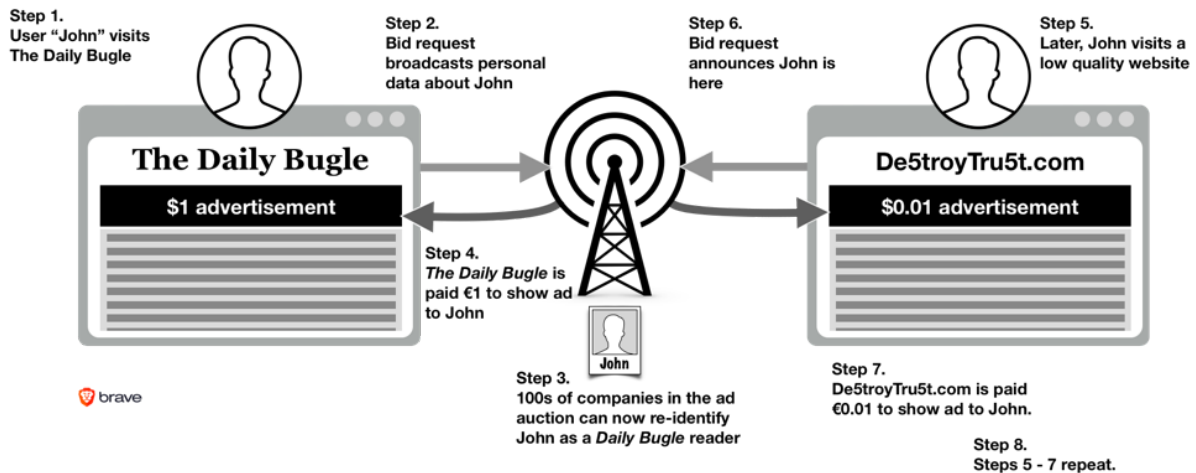 Step 1.
User “John” visits
The Daily Bugle
Step 2.
Bid request
broadcasts personal
data about John
Step 6.
Bid request
announces John is
here
Step 5.
Later, John visits a
low quality website
The Daily Bugle
$1 advertisement
De5troyTru5t.com
$0.01 advertisement
Step 4.
The Daily Bugle is
paid €1 to show ad
to John
John
Step 3.
100s of companies in the ad
auction can now re-identify
John as a Daily Bugle reader
Step 7.
De5troyTru5t.com is paid
€0.01 to show ad to John.
Step 8.
Steps 5 - 7 repeat.
brave